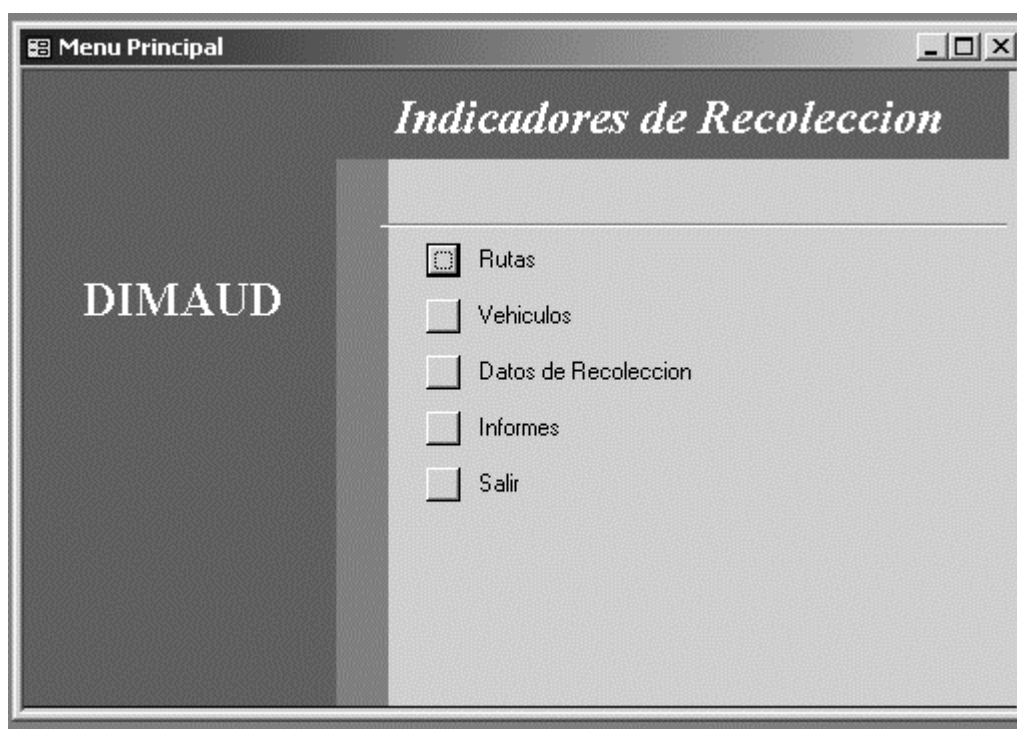 Menu Principal
Indicadores de Recoleccion
DIMAUD
Rutas
Vehiculos
Datos de Recoleccion
Informes
Salir